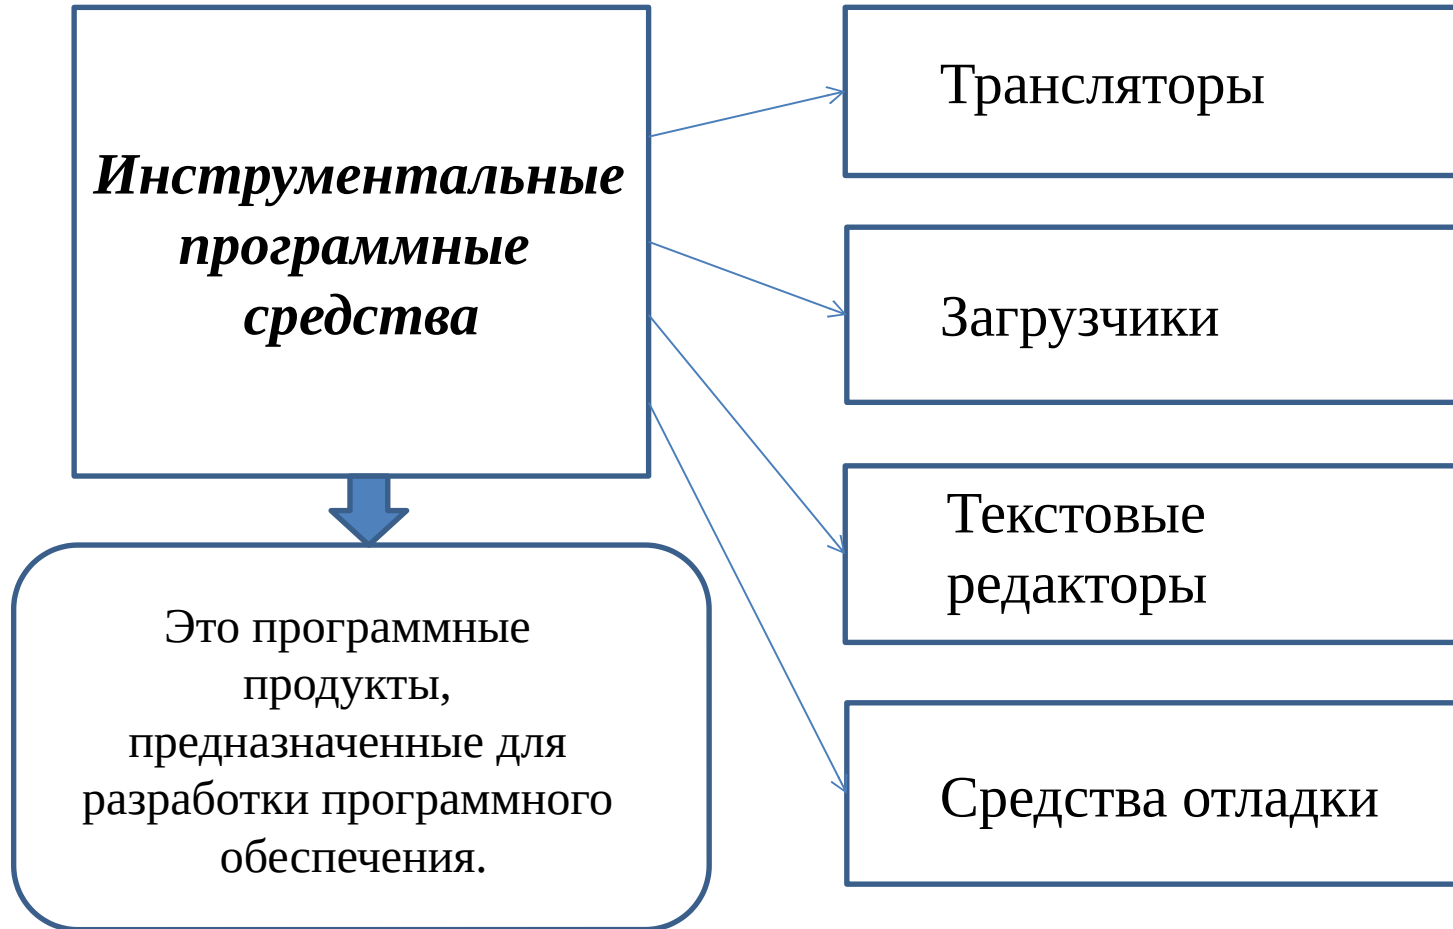 Инструментальные
программные
средства
Это программные
продукты,
предназначенные для
разработки программного
обеспечения.
Трансляторы
Загрузчики
Текстовые
редакторы
Средства отладки